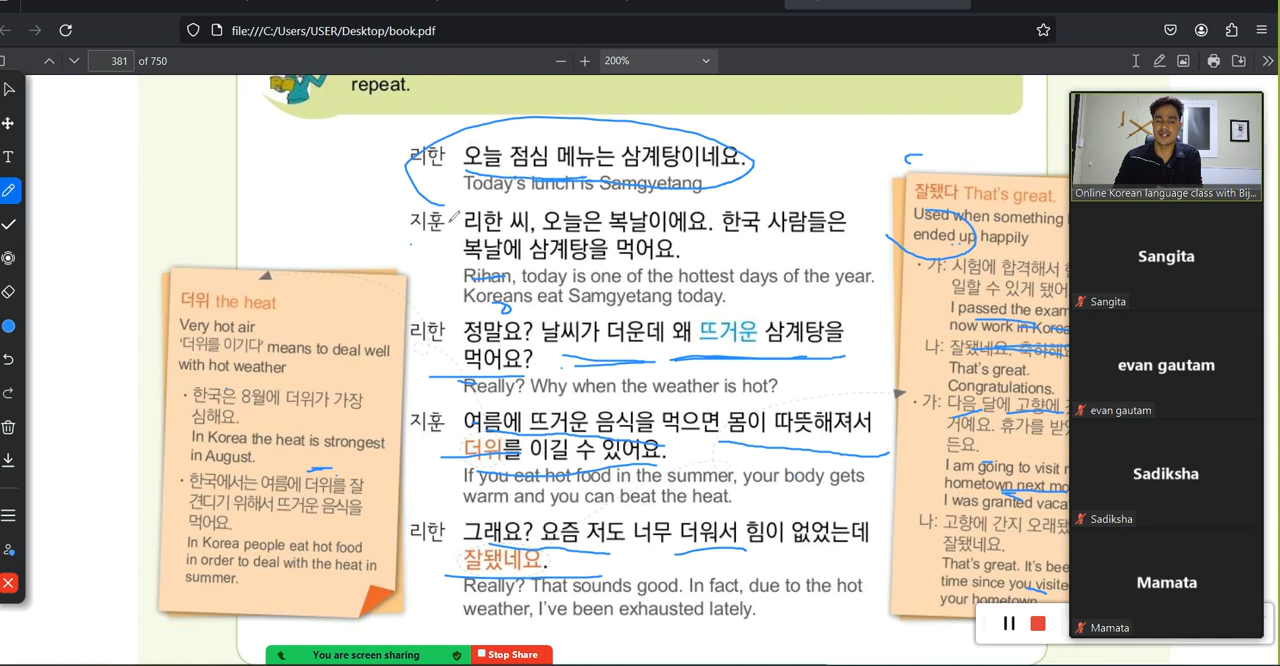 file:///C:/Users/USER/Desktop/book.pdf
381 of 750
200%
repeat.
리한 오늘 점심 메뉴는 삼계탕이네요.
Today's lunch is Samgyetang.
지훈 리한 씨, 오늘은 복날이에요. 한국 사람들은
복날에 삼계탕을 먹어요.
Rihan, today is one of the hottest days of the year.
Koreans eat Samgyetang today.
리한 정말요? 날씨가 더운데 왜 뜨거운 삼계탕을
먹어요?
Really? Why when the weather is hot?
지훈 여름에 뜨거운 음식을 먹으면 몸이 따뜻해져서
더위를 이길 수 있어요.
If you eat hot food in the summer, your body gets
warm and you can beat the heat.
리한 그래요? 요즘 저도 너무 더워서 힘이 없었는데
잘됐네요.
Really? That sounds good. In fact, due to the hot
weather, I've been exhausted lately.
더위 the heat
Very hot air
'더위를 이기다' means to deal well
with hot weather
· 한국은 8월에 더위가 가장
심해요.
In Korea the heat is strongest
in August.
· 한국에서는 여름에 더위를 잘
견디기 위해서 뜨거운 음식을
먹어요.
In Korea people eat hot food
in order to deal with the heat in
summer.
잘됐다 That's great.
Used when something
ended up happily
· 가: 시험에 합격해서
일할 수 있게 됐어
I passed the exam
now work in Kore
나: 잘됐네요. 축하해
That's great.
Congratulations.
· 가: 다음 달에 고향에
거예요. 휴가를 받
든요.
I am going to visit
hometown next mo
I was granted vaca
나: 고향에 간지 오래
잘됐네요.
That's great. It's bee
time since you visite
your hometown
Online Korean language class with Bij...
Sangita
Sangita
evan gautam
evan gautam
Sadiksha
Sadiksha
Mamata
Mamata
You are screen sharing
Stop Share